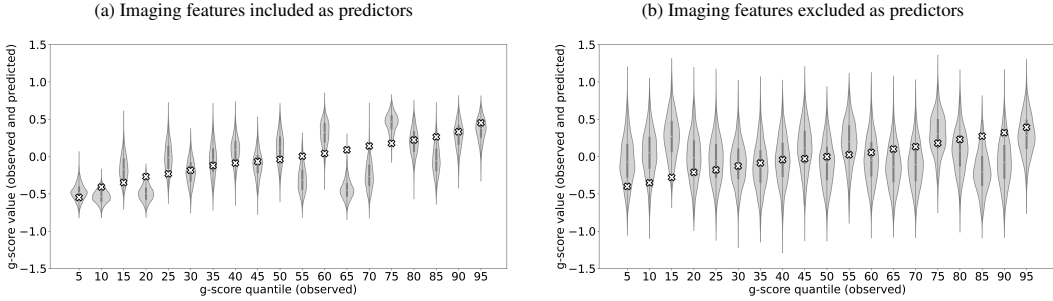 (a) Imaging features included as predictors
g-score value (observed and predicted)
1.5
1.0
0.5
0.0
−0.5
−1.0
−1.5
5 10 15 20 25 30 35 40 45 50 55 60 65 70 75 80 85 90 95
g-score quantile (observed)
(b) Imaging features excluded as predictors
g-score value (observed and predicted)
1.5
1.0
0.5
0.0
−0.5
−1.0
−1.5
5 10 15 20 25 30 35 40 45 50 55 60 65 70 75 80 85 90 95
g-score quantile (observed)